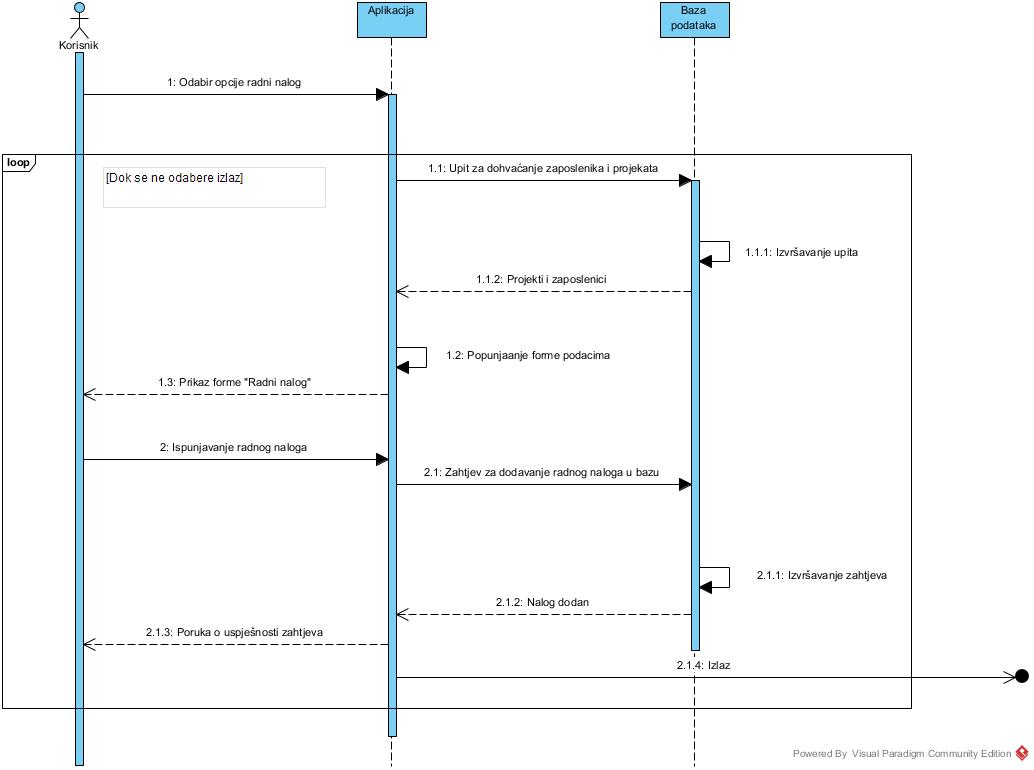 Korisnik
Aplikacija
Baza
podataka
1: Odabir opcije radni nalog
loop
[Dok se ne odabere izlaz]
1.1: Upit za dohvaćanje zaposlenika i projekata
1.1.1: Izvršavanje upita
1.1.2: Projekti i zaposlenici
1.2: Popunjaanje forme podacima
1.3: Prikaz forme "Radni nalog"
2: Ispunjavanje radnog naloga
2.1: Zahtjev za dodavanje radnog naloga u bazu
2.1.1: Izvršavanje zahtjeva
2.1.2: Nalog dodan
2.1.3: Poruka o uspješnosti zahtjeva
2.1.4: Izlaz
Powered By Visual Paradigm Community Edition